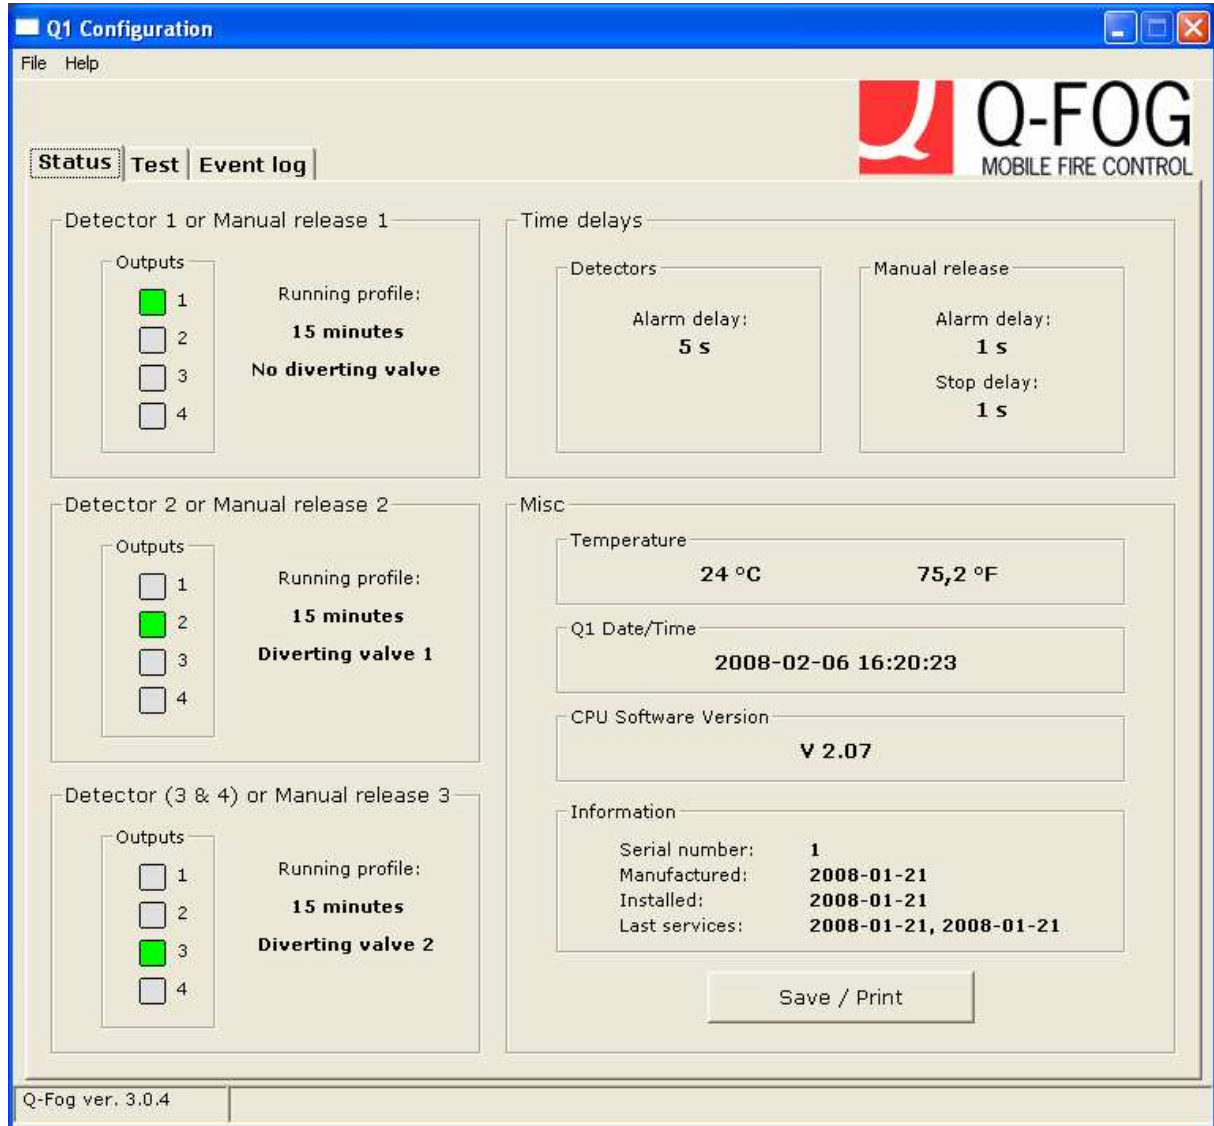 Q1 Configuration
File Help
Q-FOG
MOBILE FIRE CONTROL
Status Test Event log
Detector 1 or Manual release 1
Outputs
1
2
3
4
Running profile:
15 minutes
No diverting valve
Time delays
Detectors
Alarm delay:
5 s
Manual release
Alarm delay:
1 s
Stop delay:
1 s
Detector 2 or Manual release 2
Outputs
1
2
3
4
Running profile:
15 minutes
Diverting valve 1
Detector (3 & 4) or Manual release 3
Outputs
1
2
3
4
Running profile:
15 minutes
Diverting valve 2
Misc
Temperature
24 °C 75,2 °F
Q1 Date/Time
2008-02-06 16:20:23
CPU Software Version
V 2.07
Information
Serial number: 1
Manufactured: 2008-01-21
Installed: 2008-01-21
Last services: 2008-01-21, 2008-01-21
Save / Print
Q-Fog ver. 3.0.4